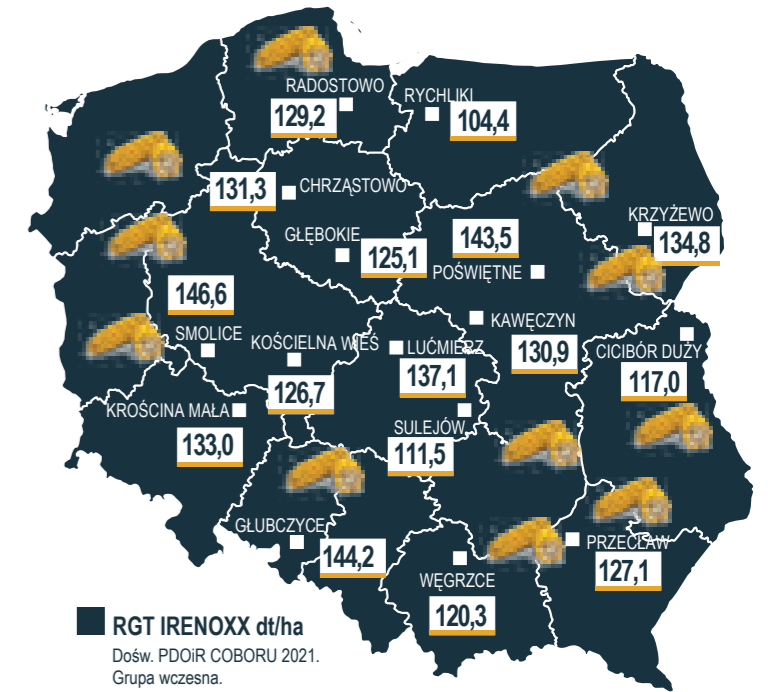 RADOSTOWO
129,2
RYCHLIKI
104,4
131,3
CHRZĄSTOWO
GŁĘBOKIE
125,1
143,5
POŚWIĘTNE
KRZYŻEWO
134,8
146,6
SMOLICE
KOŚCIELNA WIEŚ
126,7
LUĆMIERZ
137,1
KAWĘCZYN
130,9
CICIBÓR DUŻY
117,0
KROŚCINA MAŁA
133,0
SULEJÓW
111,5
GŁUBCZYCE
144,2
WĘGRZCE
120,3
PRZECŁAW
127,1
RGT IRENOXX dt/ha
Dośw. PDOiR COBORU 2021.
Grupa wczesna.